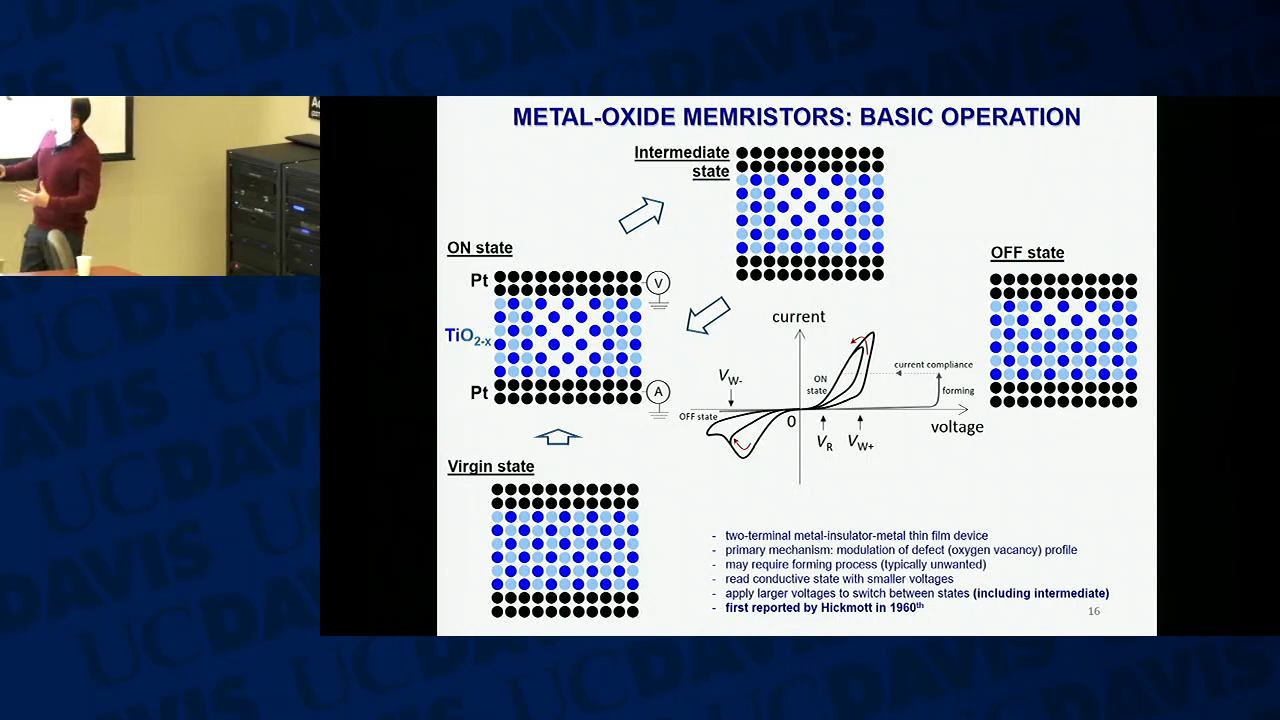 UCDAVIS
METAL-OXIDE MEMRISTORS: BASIC OPERATION
Intermediate
state
ON state
OFF state
Pt
V
TiO2-x
Pt
A
Virgin state
current
current compliance
forming
ON
state
VW-
OFF state
0
VR
VW+
voltage
- two-terminal metal-insulator-metal thin film device
- primary mechanism: modulation of defect (oxygen vacancy) profile
- may require forming process (typically unwanted)
- read conductive state with smaller voltages
- apply larger voltages to switch between states (including intermediate)
- first reported by Hickmott in 1960th
16